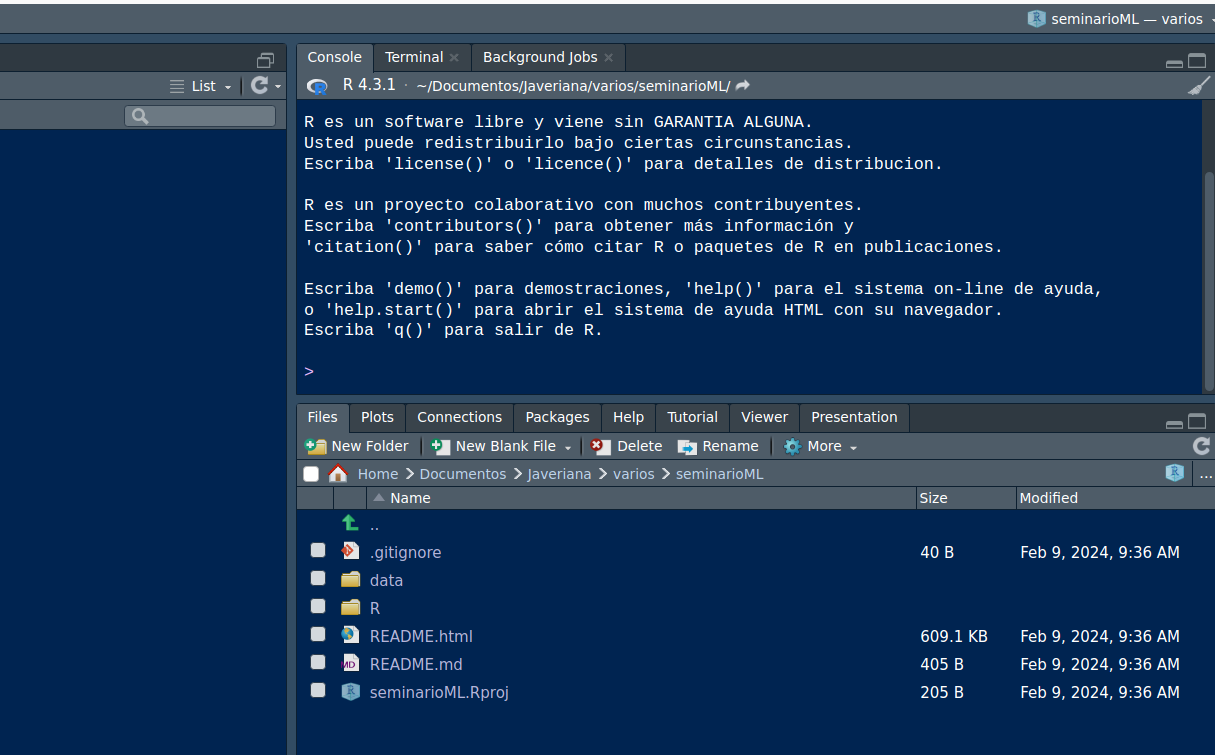 seminarioML — varios
List
Console Terminal Background Jobs
R 4.3.1 · ~/Documentos/Javeriana/varios/seminarioML/
R es un software libre y viene sin GARANTIA ALGUNA.
Usted puede redistribuirlo bajo ciertas circunstancias.
Escriba 'license()' o 'licence()' para detalles de distribucion.
R es un proyecto colaborativo con muchos contribuyentes.
Escriba 'contributors()' para obtener más información y
'citation()' para saber cómo citar R o paquetes de R en publicaciones.
Escriba 'demo()' para demostraciones, 'help()' para el sistema on-line de ayuda,
o 'help.start()' para abrir el sistema de ayuda HTML con su navegador.
Escriba 'q()' para salir de R.
>
Files Plots Connections Packages Help Tutorial Viewer Presentation
New Folder New Blank File Delete Rename More
Home Documentos Javeriana varios seminarioML ...
Name Size Modified
..
.gitignore 40 B Feb 9, 2024, 9:36 AM
data
R
README.html 609.1 KB Feb 9, 2024, 9:36 AM
README.md 405 B Feb 9, 2024, 9:36 AM
seminarioML.Rproj 205 B Feb 9, 2024, 9:36 AM